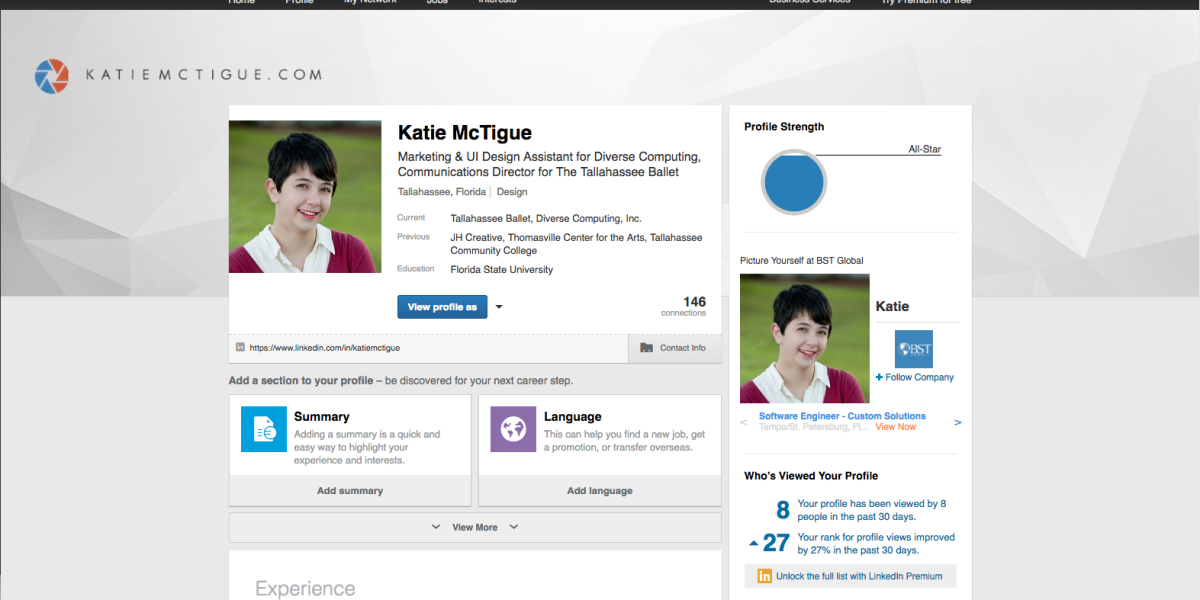 Home Profile My Network Jobs Interests Business Services Try Premium for free
KATIEMCTIGUE.COM
Katie McTigue
Marketing & UI Design Assistant for Diverse Computing,
Communications Director for The Tallahassee Ballet
Tallahassee, Florida | Design
Current Tallahassee Ballet, Diverse Computing, Inc.
Previous JH Creative, Thomasville Center for the Arts, Tallahassee
Community College
Education Florida State University
View profile as
146
connections
in https://www.linkedin.com/in/katiemctigue
Contact Info
Add a section to your profile – be discovered for your next career step.
Summary
Adding a summary is a quick and
easy way to highlight your
experience and interests.
Add summary
Language
This can help you find a new job, get
a promotion, or transfer overseas.
Add language
View More
Experience
Profile Strength
All-Star
Picture Yourself at BST Global
Katie
BST
+ Follow Company
< Software Engineer - Custom Solutions >
Tampa/St. Petersburg, Fl... View Now
Who's Viewed Your Profile
8 Your profile has been viewed by 8
people in the past 30 days.
27 Your rank for profile views improved
by 27% in the past 30 days.
in Unlock the full list with LinkedIn Premium